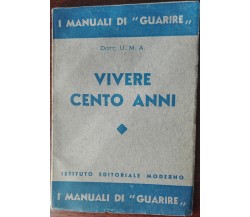 I MANUALI DI "GUARIRE„
DOTT. U. M. A.
VIVERE
CENTO ANNI
ISTITUTO EDITORIALE MODERNO
I MANUALI DI "GUARIRE„